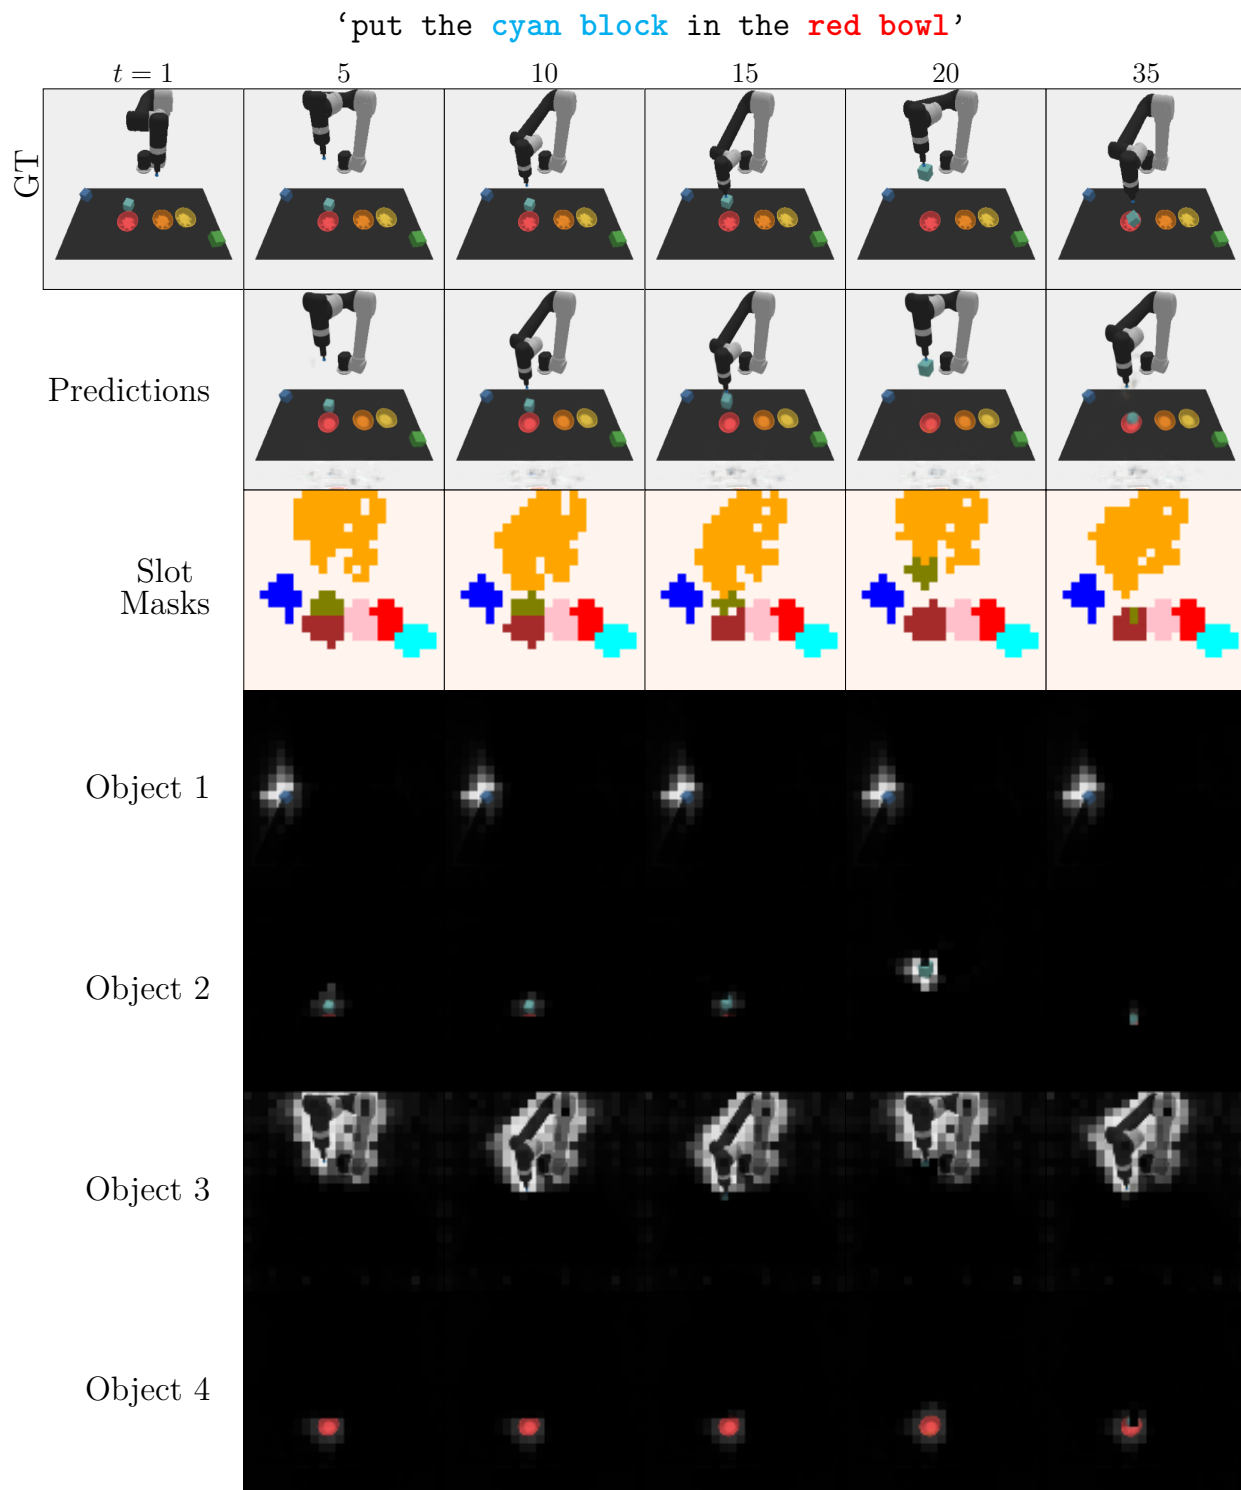 ‘put the cyan block in the red bowl’
t = 1 5 10 15 20 35
GT
Predictions
Slot
Masks
Object 1
Object 2
Object 3
Object 4